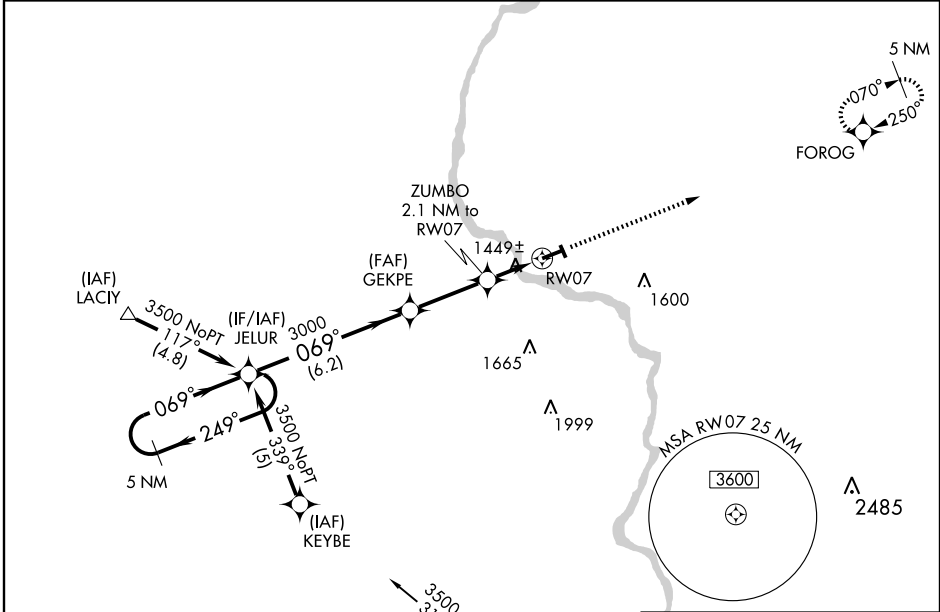 5 NM
070°
250°
FOROG
ZUMBO
2.1 NM to
RW07
1449±
(FAF)
GEKPE
RW07
1600
(IAF)
LACIY
3500 NoPT
117°
(4.8)
(IF/IAF)
JELUR
3000
069°
(6.2)
1665
069°
249°
5 NM
3500 NoPT
339°
(5)
1999
(IAF)
KEYBE
MSA RW07 25 NM
3600
2485
3500